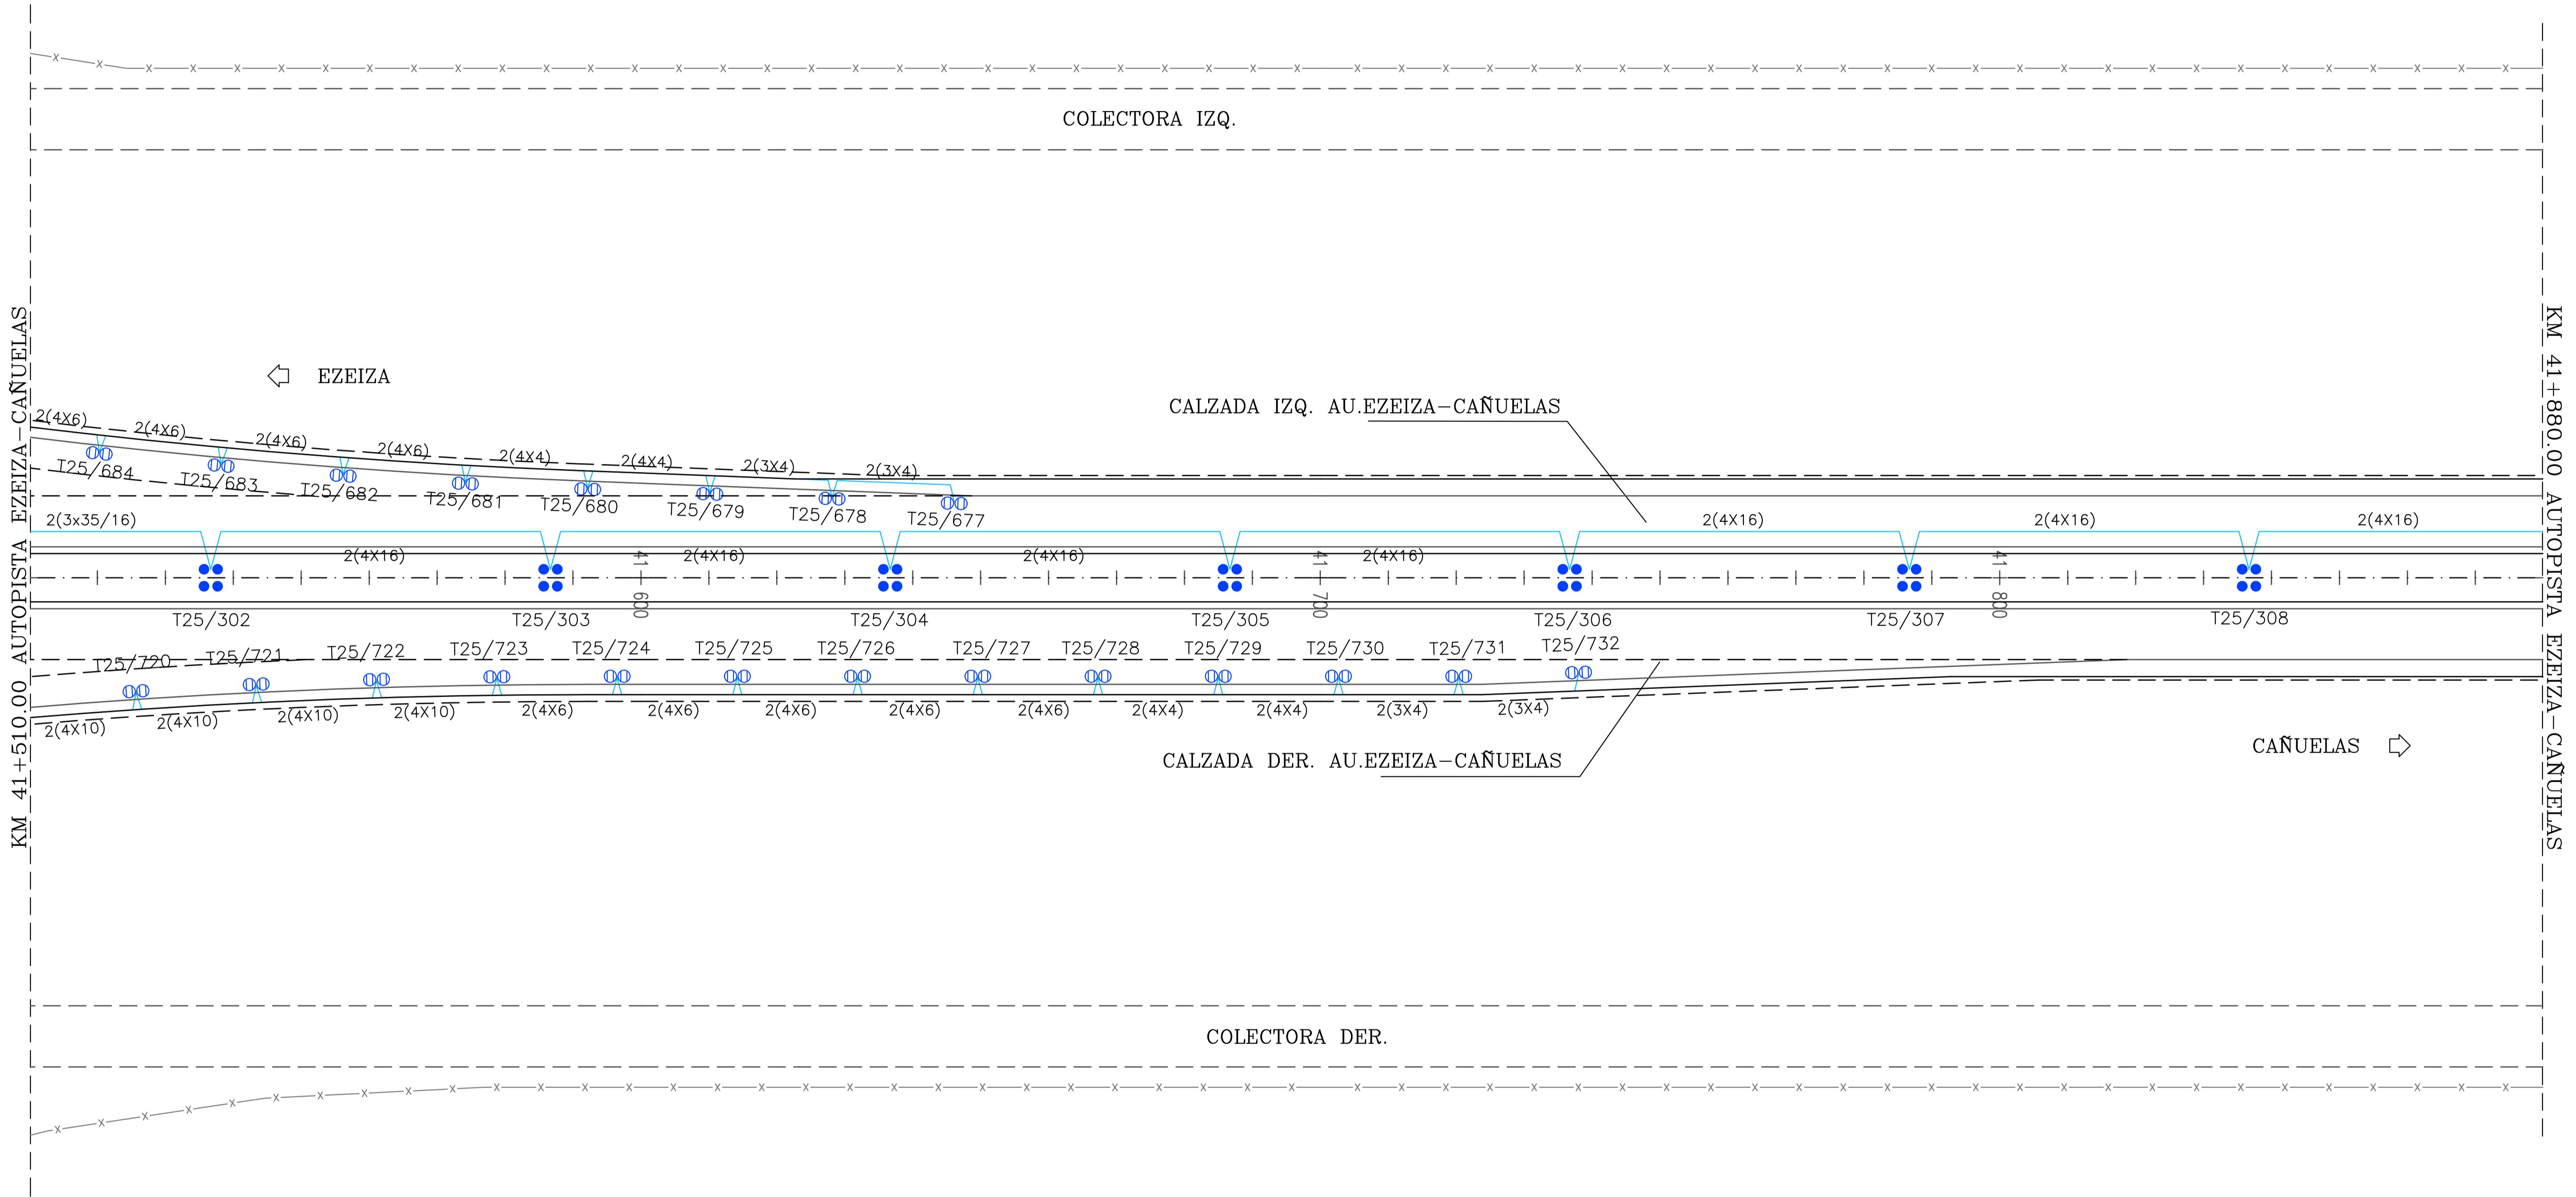 COLECTORA IZQ.
KM 41+510.00 AUTOPISTA EZEIZA-CAÑUELAS
KM 41+880.00 AUTOPISTA EZEIZA-CAÑUELAS
EZEIZA
CALZADA IZQ. AU.EZEIZA-CAÑUELAS
2(4X6) 2(4X6) 2(4X6) 2(4X6) 2(4X4) 2(4X4) 2(3X4) 2(3X4)
T25/684 T25/683 T25/682 T25/681 T25/680 T25/679 T25/678 T25/677
2(3x35/16) 2(4X16) 2(4X16) 2(4X16)
2(4X16) 2(4X16) 2(4X16) 2(4X16)
41 600 41 700 41 800
T25/302 T25/303 T25/304 T25/305 T25/306 T25/307 T25/308
T25/720 T25/721 T25/722 T25/723 T25/724 T25/725 T25/726 T25/727 T25/728 T25/729 T25/730 T25/731 T25/732
2(4X10) 2(4X10) 2(4X10) 2(4X10) 2(4X6) 2(4X6) 2(4X6) 2(4X6) 2(4X6) 2(4X4) 2(4X4) 2(3X4) 2(3X4)
CALZADA DER. AU.EZEIZA-CAÑUELAS
CAÑUELAS
COLECTORA DER.